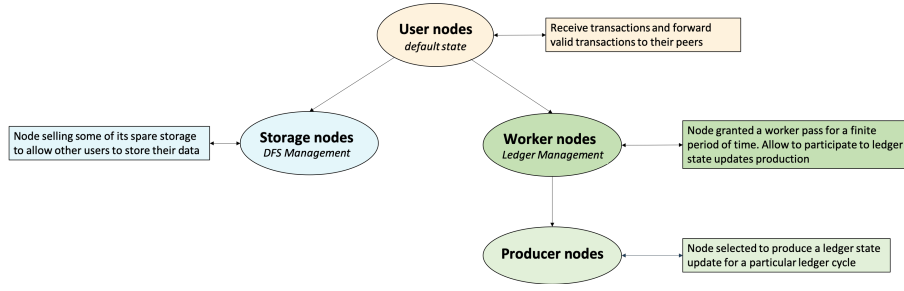 User nodes
default state
Receive transactions and forward
valid transactions to their peers
Node selling some of its spare storage
to allow other users to store their data
Storage nodes
DFS Management
Worker nodes
Ledger Management
Node granted a worker pass for a finite
period of time. Allow to participate to ledger
state updates production
Producer nodes
Node selected to produce a ledger state
update for a particular ledger cycle